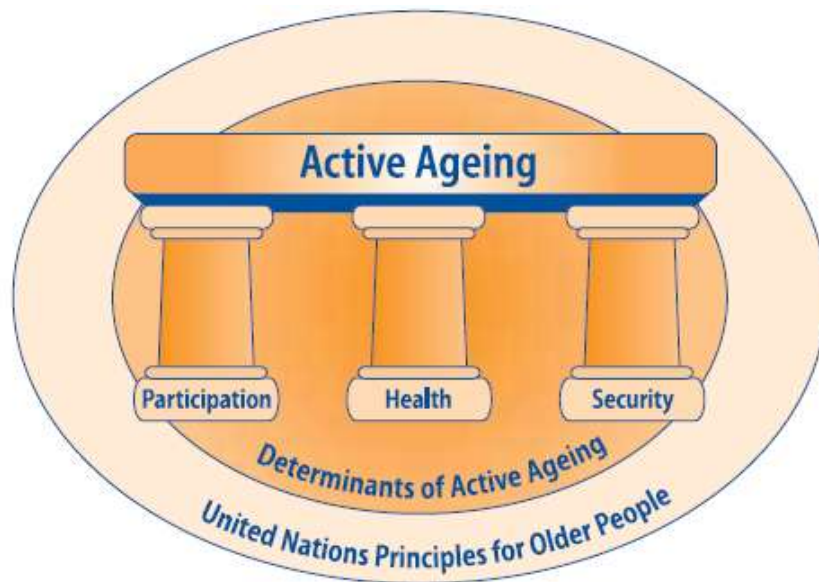 Active Ageing
Participation
Health
Security
Determinants of Active Ageing
United Nations Principles for Older People